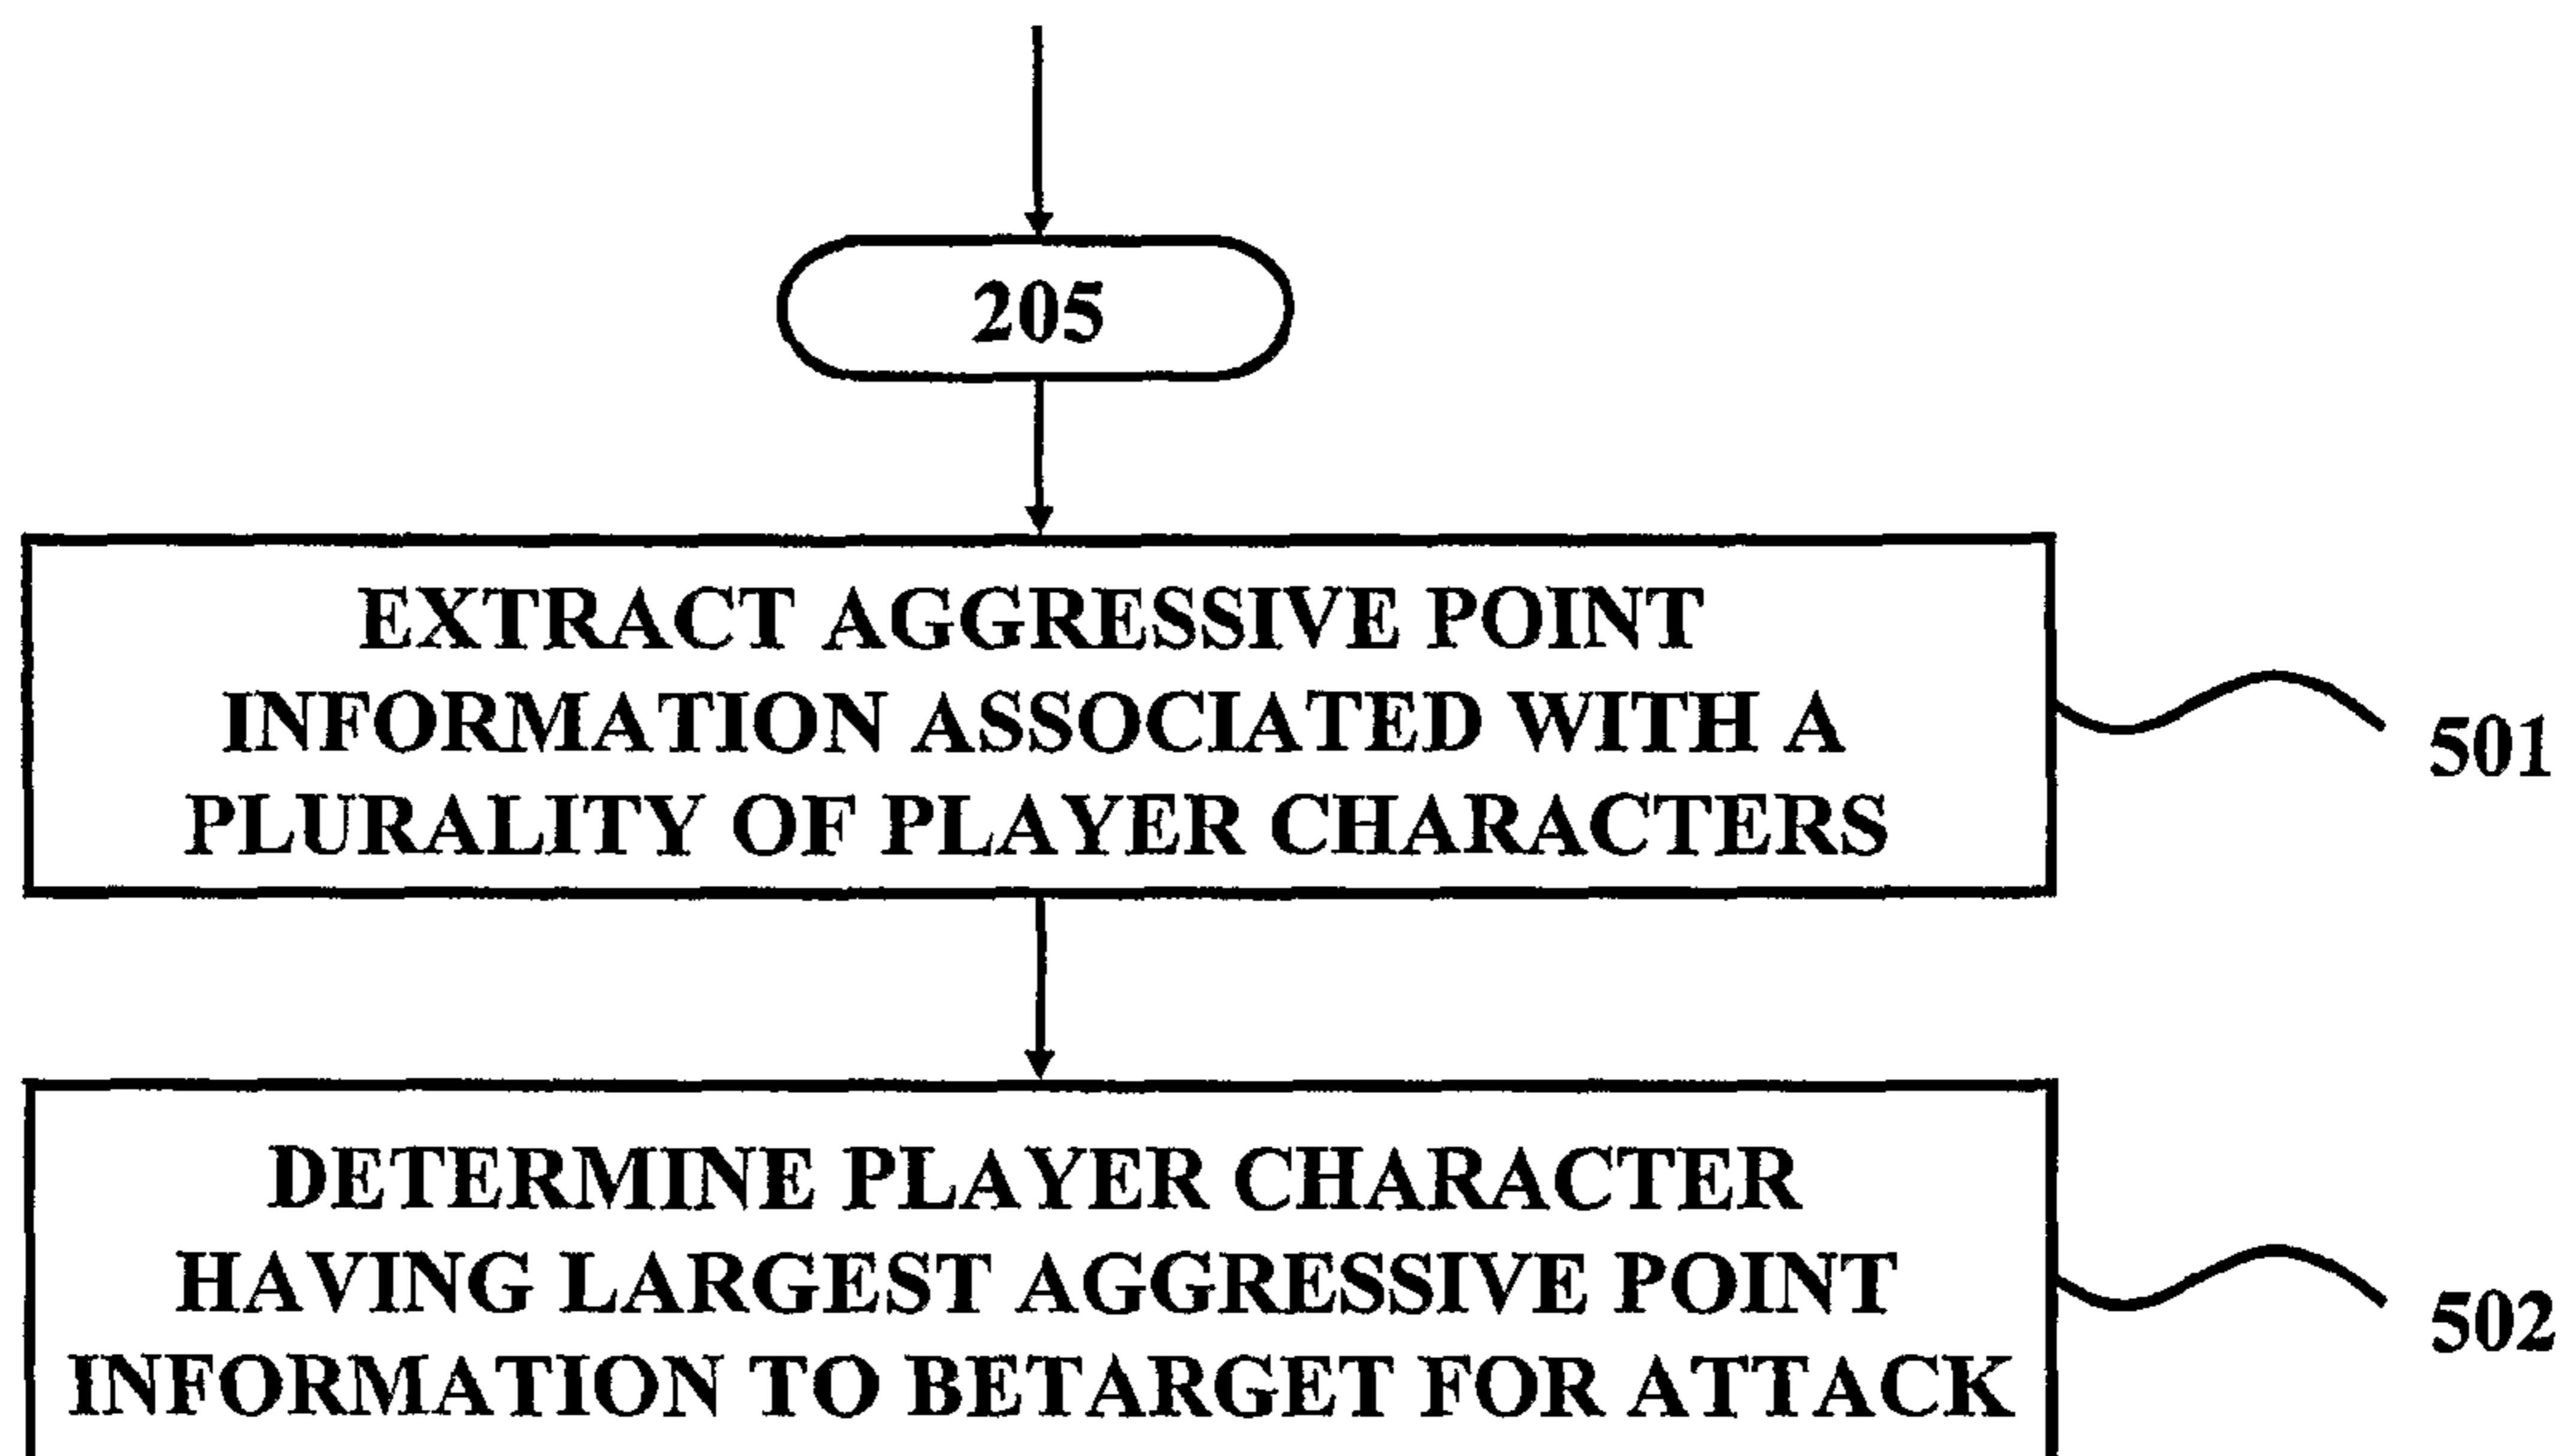 205
EXTRACT AGGRESSIVE POINT
INFORMATION ASSOCIATED WITH A
PLURALITY OF PLAYER CHARACTERS
501
DETERMINE PLAYER CHARACTER
HAVING LARGEST AGGRESSIVE POINT
INFORMATION TO BETARGET FOR ATTACK
502